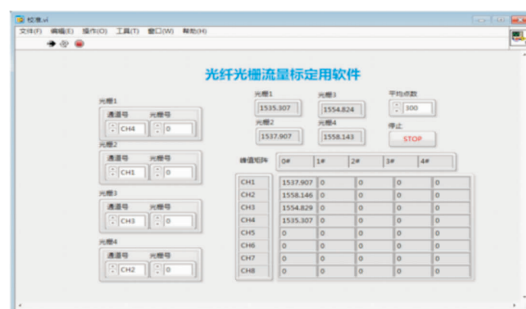 校准.vi
文件(F) 编辑(E) 操作(O) 工具(T) 窗口(W) 帮助(H)
光纤光栅流量标定用软件
光栅1
通道号 光栅号
CH4 0
光栅2
通道号 光栅号
CH1 0
光栅3
通道号 光栅号
CH3 0
光栅4
通道号 光栅号
CH2 0
光栅1 光栅3 平均点数
1535.307 1554.824 300
光栅2 光栅4 停止
1537.907 1558.143 STOP
峰值矩阵 0# 1# 2# 3# 4#
CH1 1537.907 0 0 0 0
CH2 1558.146 0 0 0 0
CH3 1554.829 0 0 0 0
CH4 1535.307 0 0 0 0
CH5 0 0 0 0 0
CH6 0 0 0 0 0
CH7 0 0 0 0 0
CH8 0 0 0 0 0